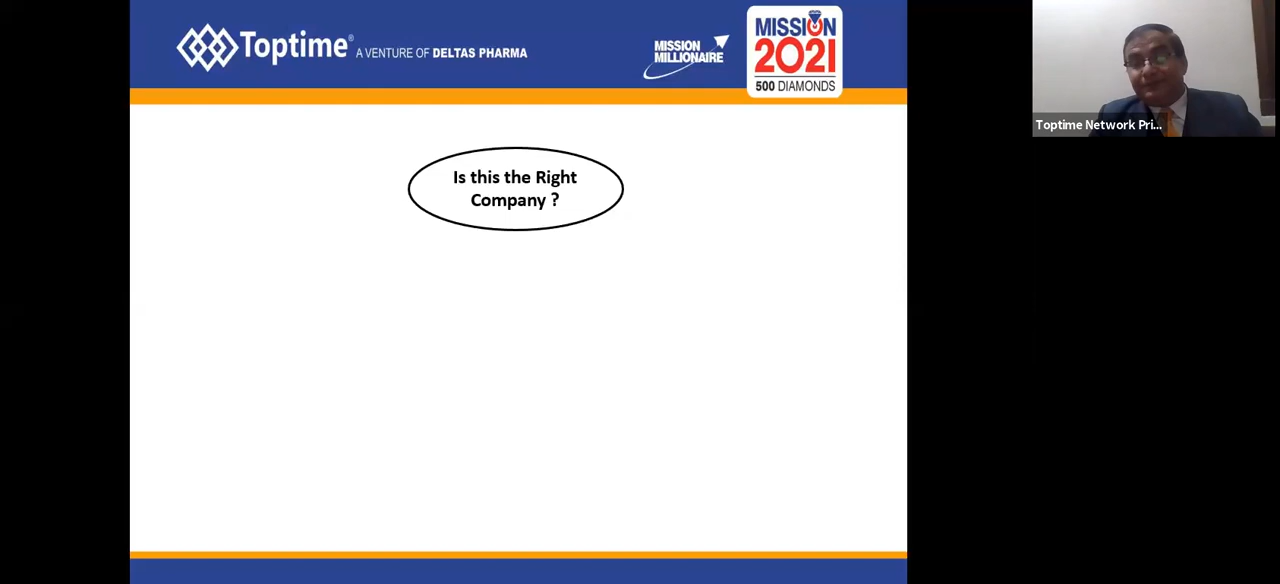 Toptime®
A VENTURE OF DELTAS PHARMA
MISSION
MILLIONAIRE
MISSION
2021
500 DIAMONDS
Toptime Network Pri...
Is this the Right
Company ?